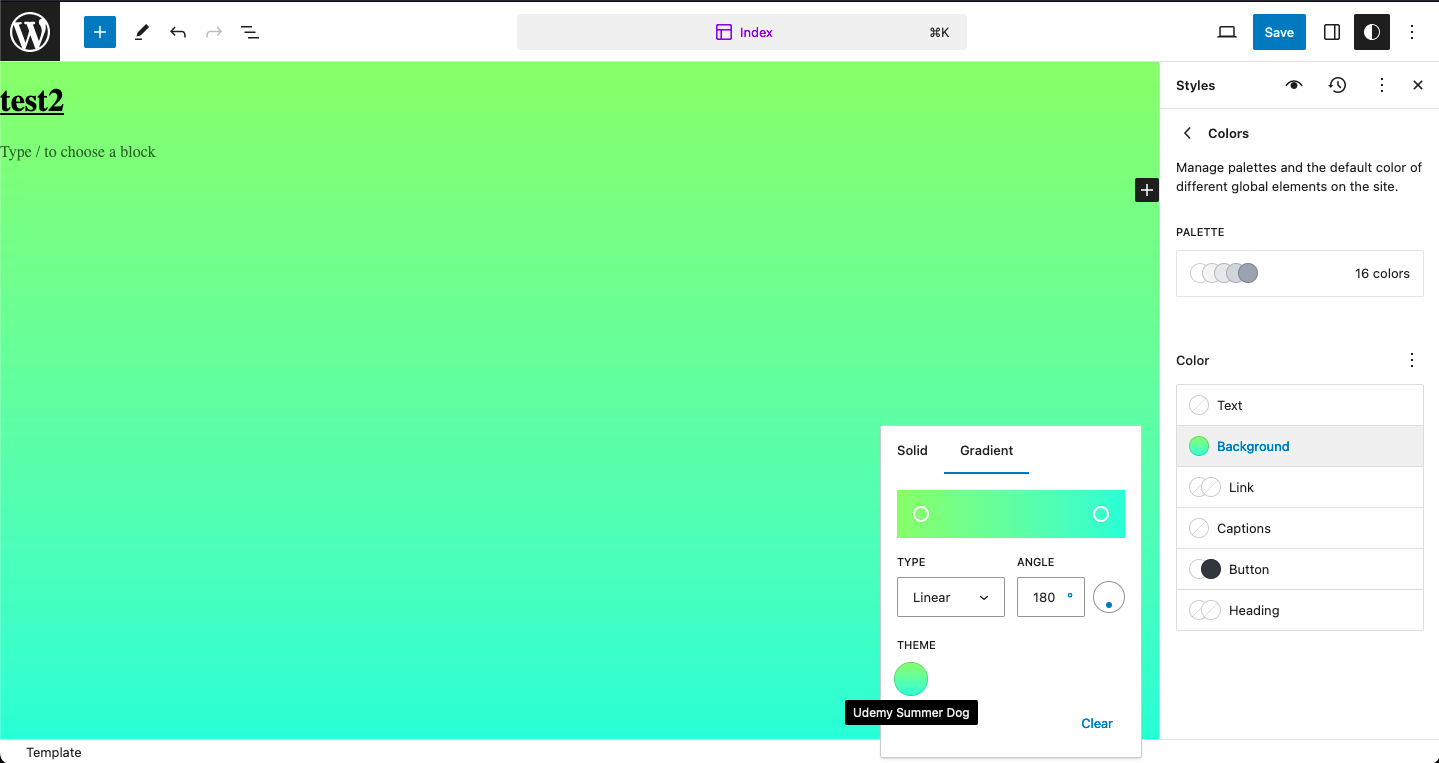 Index
⌘K
Save
test2
Type / to choose a block
Styles
Colors
Manage palettes and the default color of
different global elements on the site.
PALETTE
16 colors
Color
Text
Background
Link
Captions
Button
Heading
Solid
Gradient
TYPE
ANGLE
Linear
180 °
THEME
Udemy Summer Dog
Clear
Template